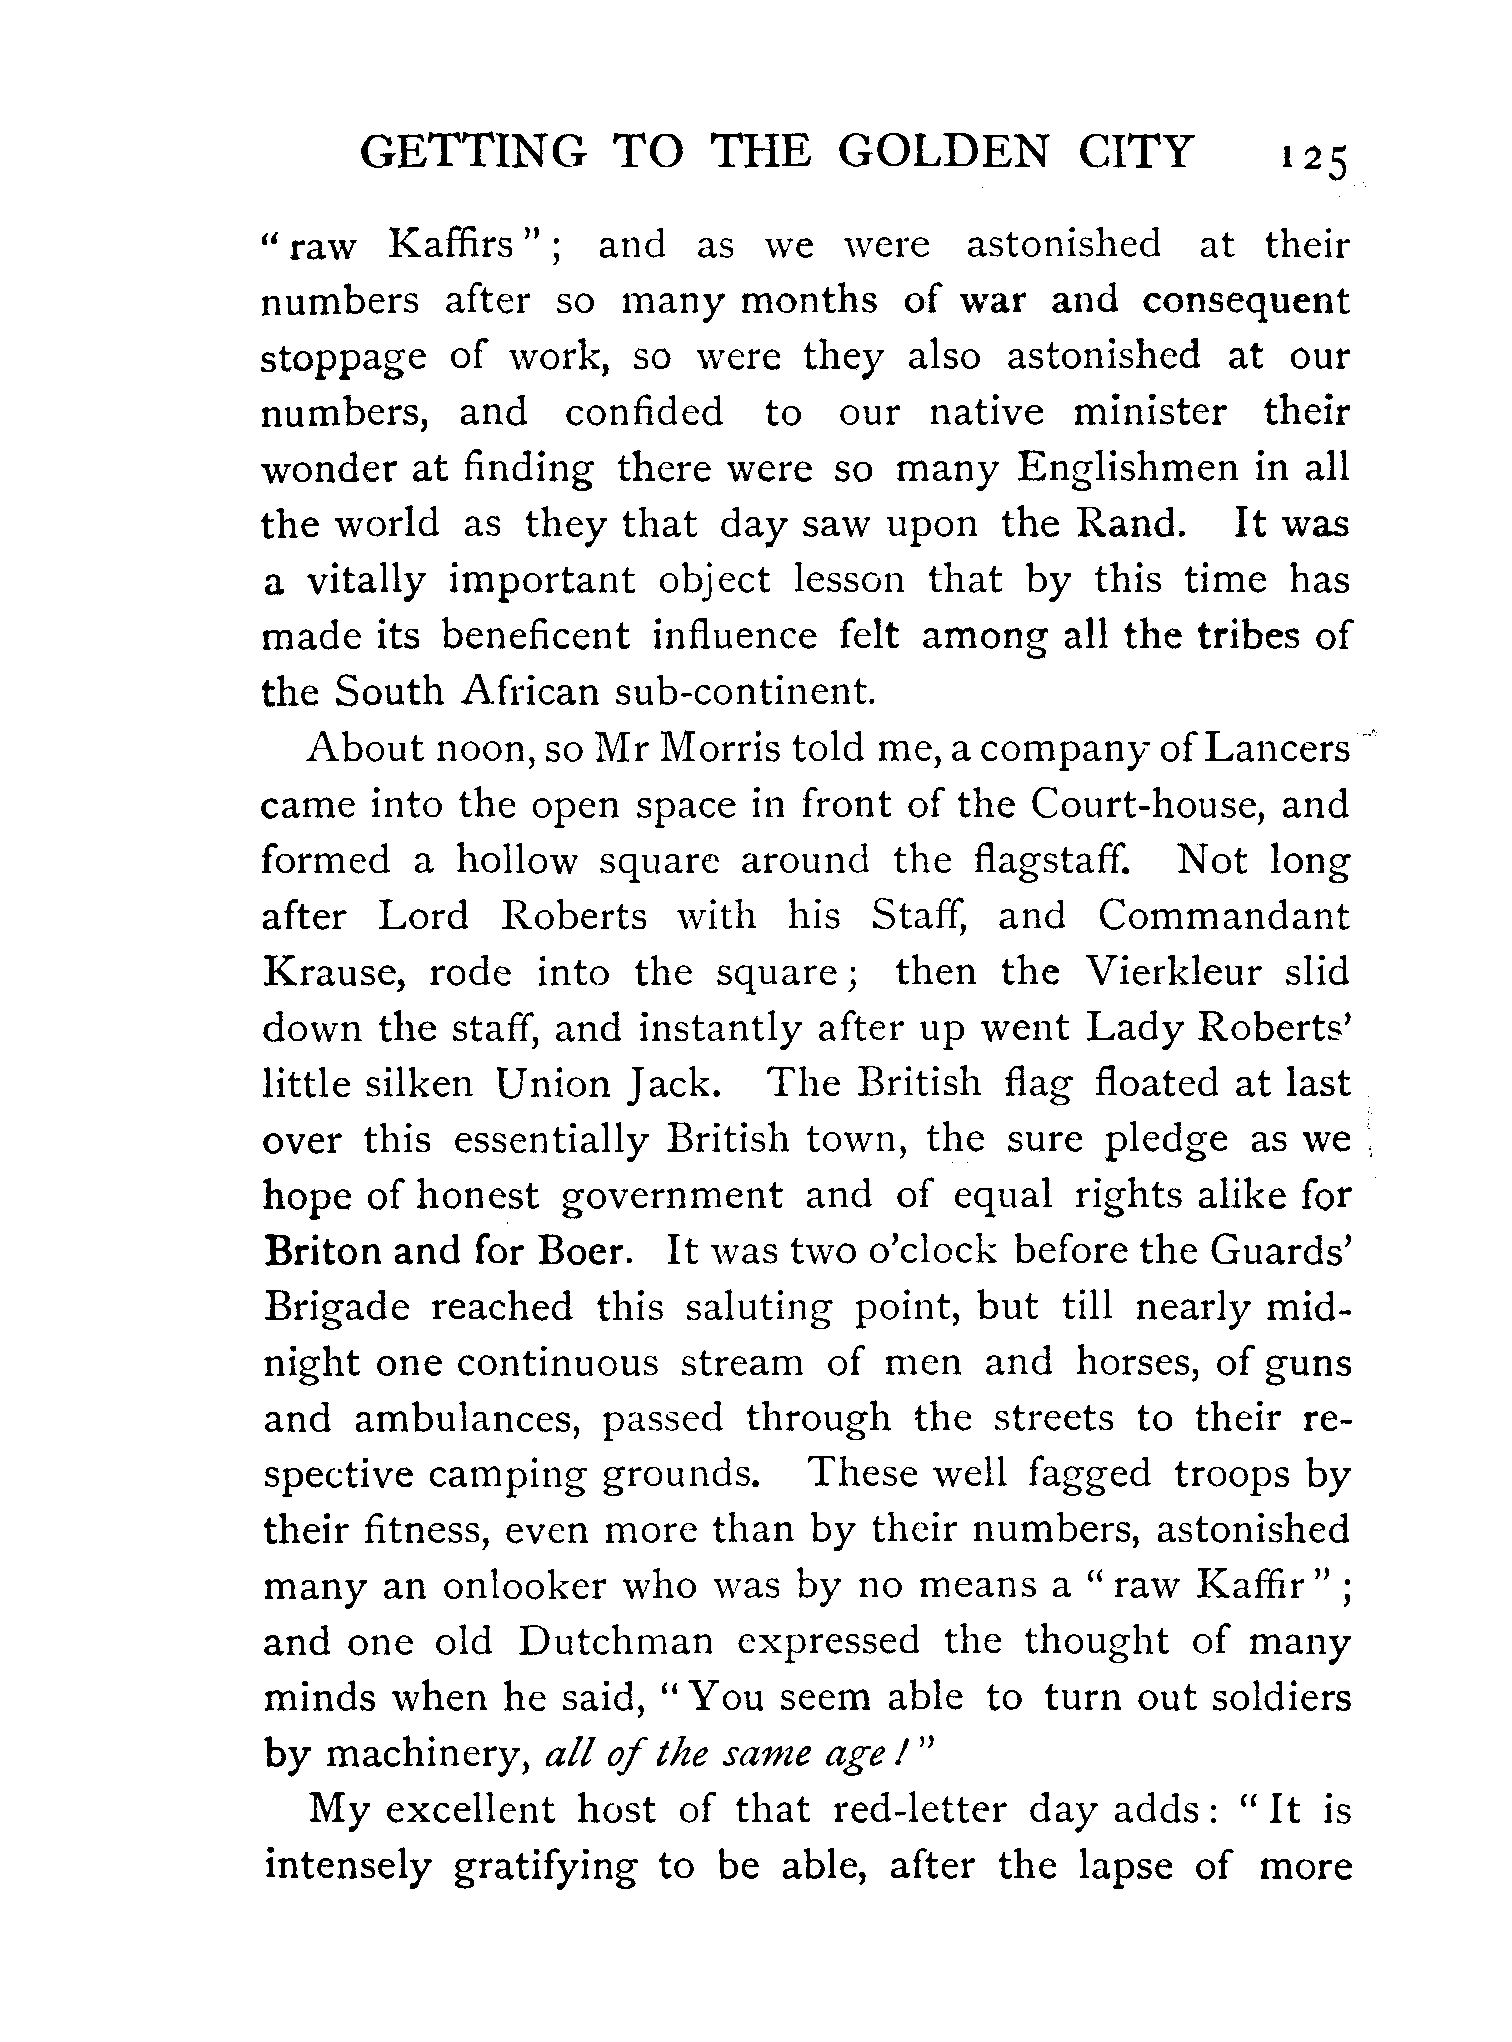 GETTING TO THE GOLDEN CITY 125
“raw Kaffirs”; and as we were astonished at their
numbers after so many months of war and consequent
stoppage of work, so were they also astonished at our
numbers, and confided to our native minister their
wonder at finding there were so many Englishmen in all
the world as they that day saw upon the Rand. It was
a vitally important object lesson that by this time has
made its beneficent influence felt among all the tribes of
the South African sub-continent.
About noon, so Mr Morris told me, a company of Lancers
came into the open space in front of the Court-house, and
formed a hollow square around the flagstaff. Not long
after Lord Roberts with his Staff, and Commandant
Krause, rode into the square; then the Vierkleur slid
down the staff, and instantly after up went Lady Roberts’
little silken Union Jack. The British flag floated at last
over this essentially British town, the sure pledge as we
hope of honest government and of equal rights alike for
Briton and for Boer. It was two o’clock before the Guards’
Brigade reached this saluting point, but till nearly mid-
night one continuous stream of men and horses, of guns
and ambulances, passed through the streets to their re-
spective camping grounds. These well fagged troops by
their fitness, even more than by their numbers, astonished
many an onlooker who was by no means a “raw Kaffir”;
and one old Dutchman expressed the thought of many
minds when he said, “You seem able to turn out soldiers
by machinery, all of the same age!”
My excellent host of that red-letter day adds: “It is
intensely gratifying to be able, after the lapse of more